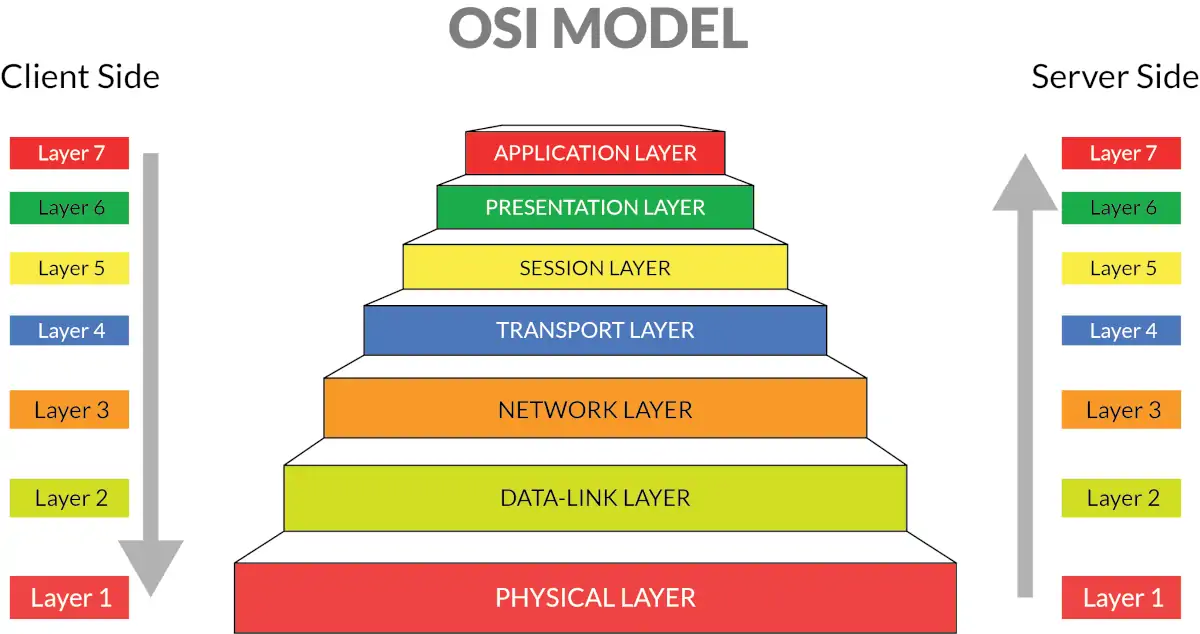 OSI MODEL
Client Side
Server Side
Layer 7
APPLICATION LAYER
Layer 7
Layer 6
PRESENTATION LAYER
Layer 6
Layer 5
SESSION LAYER
Layer 5
Layer 4
TRANSPORT LAYER
Layer 4
Layer 3
NETWORK LAYER
Layer 3
Layer 2
DATA-LINK LAYER
Layer 2
Layer 1
PHYSICAL LAYER
Layer 1